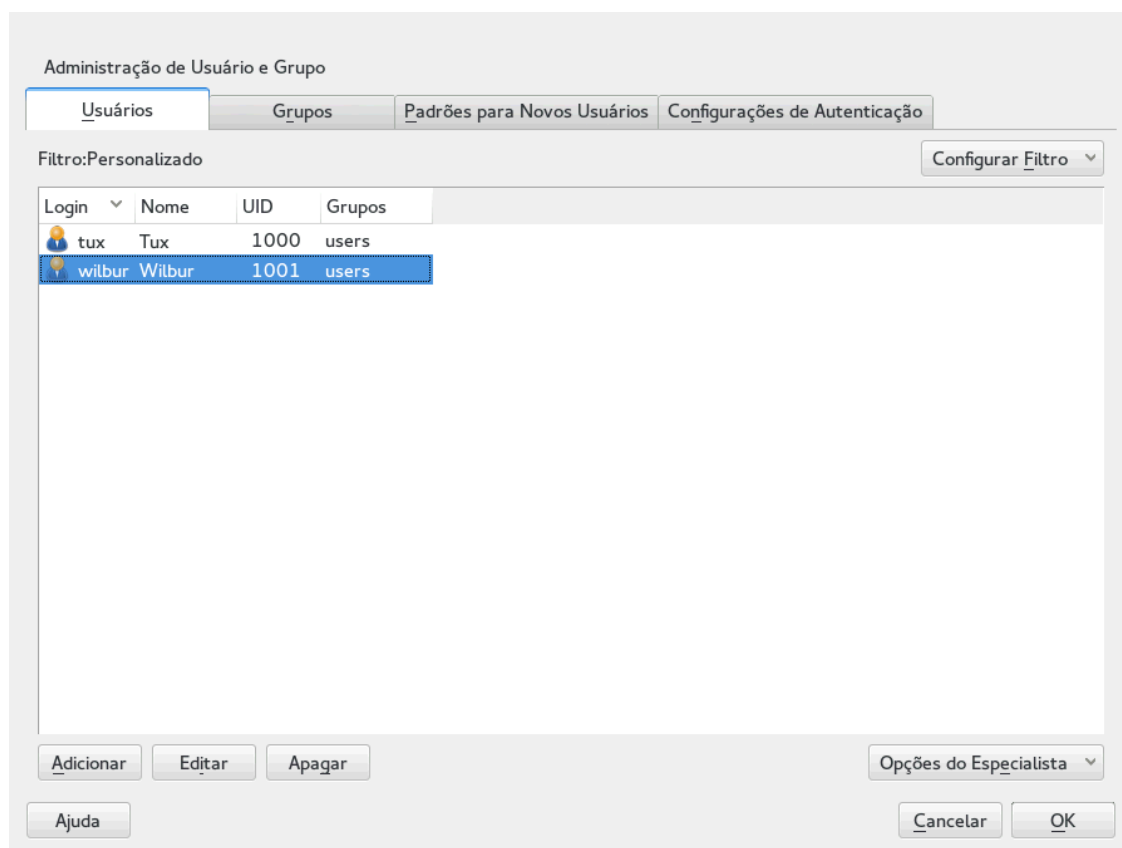 Administração de Usuário e Grupo
Usuários Grupos Padrões para Novos Usuários Configurações de Autenticação
Filtro:Personalizado Configurar Filtro
Login Nome UID Grupos
tux Tux 1000 users
wilbur Wilbur 1001 users
Adicionar Editar Apagar Opções do Especialista
Ajuda Cancelar OK